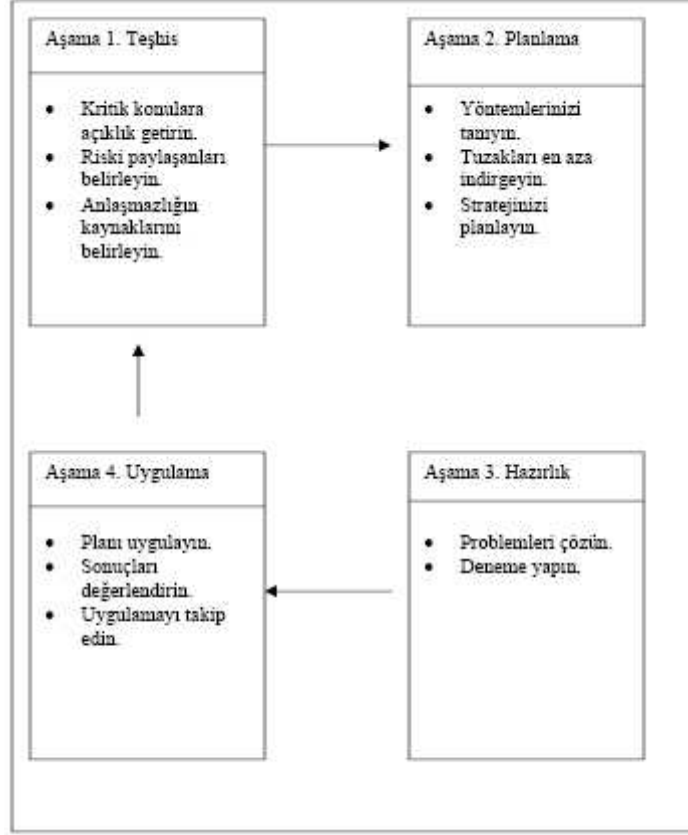 Aşama 1. Teşhis
• Kritik konulara
açıklık getirin.
• Riski paylaşanları
belirleyin.
• Anlaşmazlığın
kaynaklarını
belirleyin.
Aşama 2. Planlama
• Yöntemlerinizi
tanıyın.
• Tuzakları en aza
indirgeyin.
• Stratejinizi
planlayın.
Aşama 3. Hazırlık
• Problemleri çözün.
• Deneme yapın.
Aşama 4. Uygulama
• Planı uygulayın.
• Sonuçları
değerlendirin.
• Uygulamayı takip
edin.